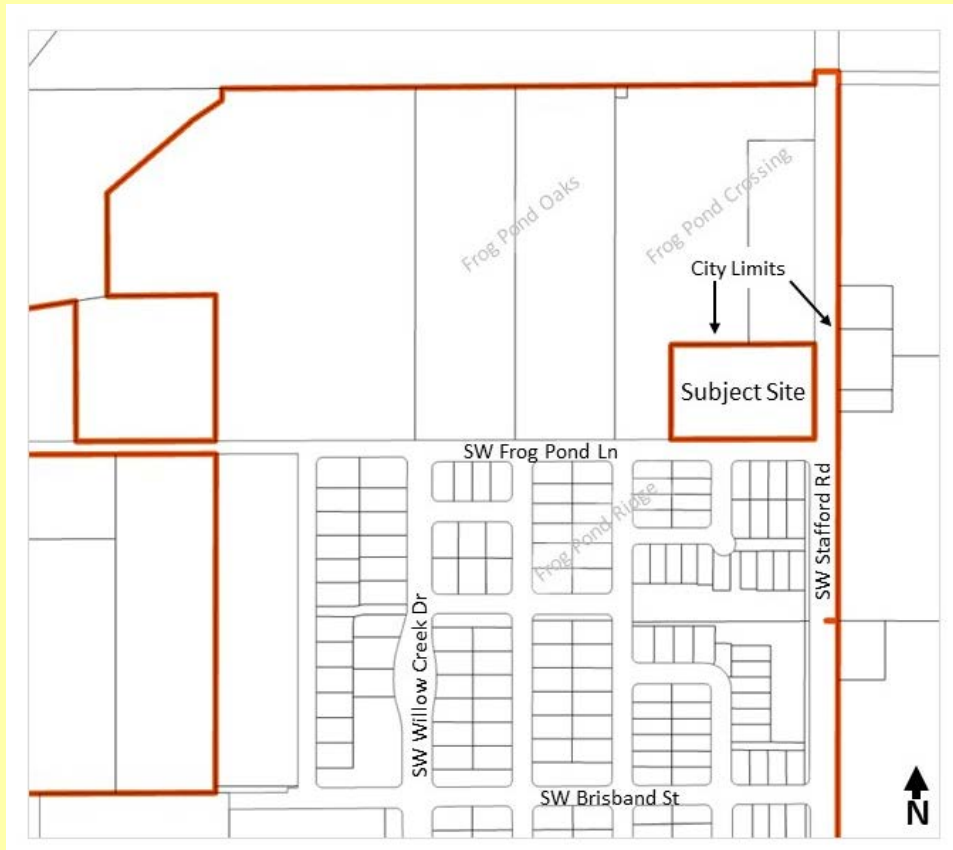 Frog Pond Oaks
Frog Pond Crossing
City Limits
Subject Site
SW Frog Pond Ln
Frog Pond Ridge
SW Stafford Rd
SW Willow Creek Dr
SW Brisband St
N